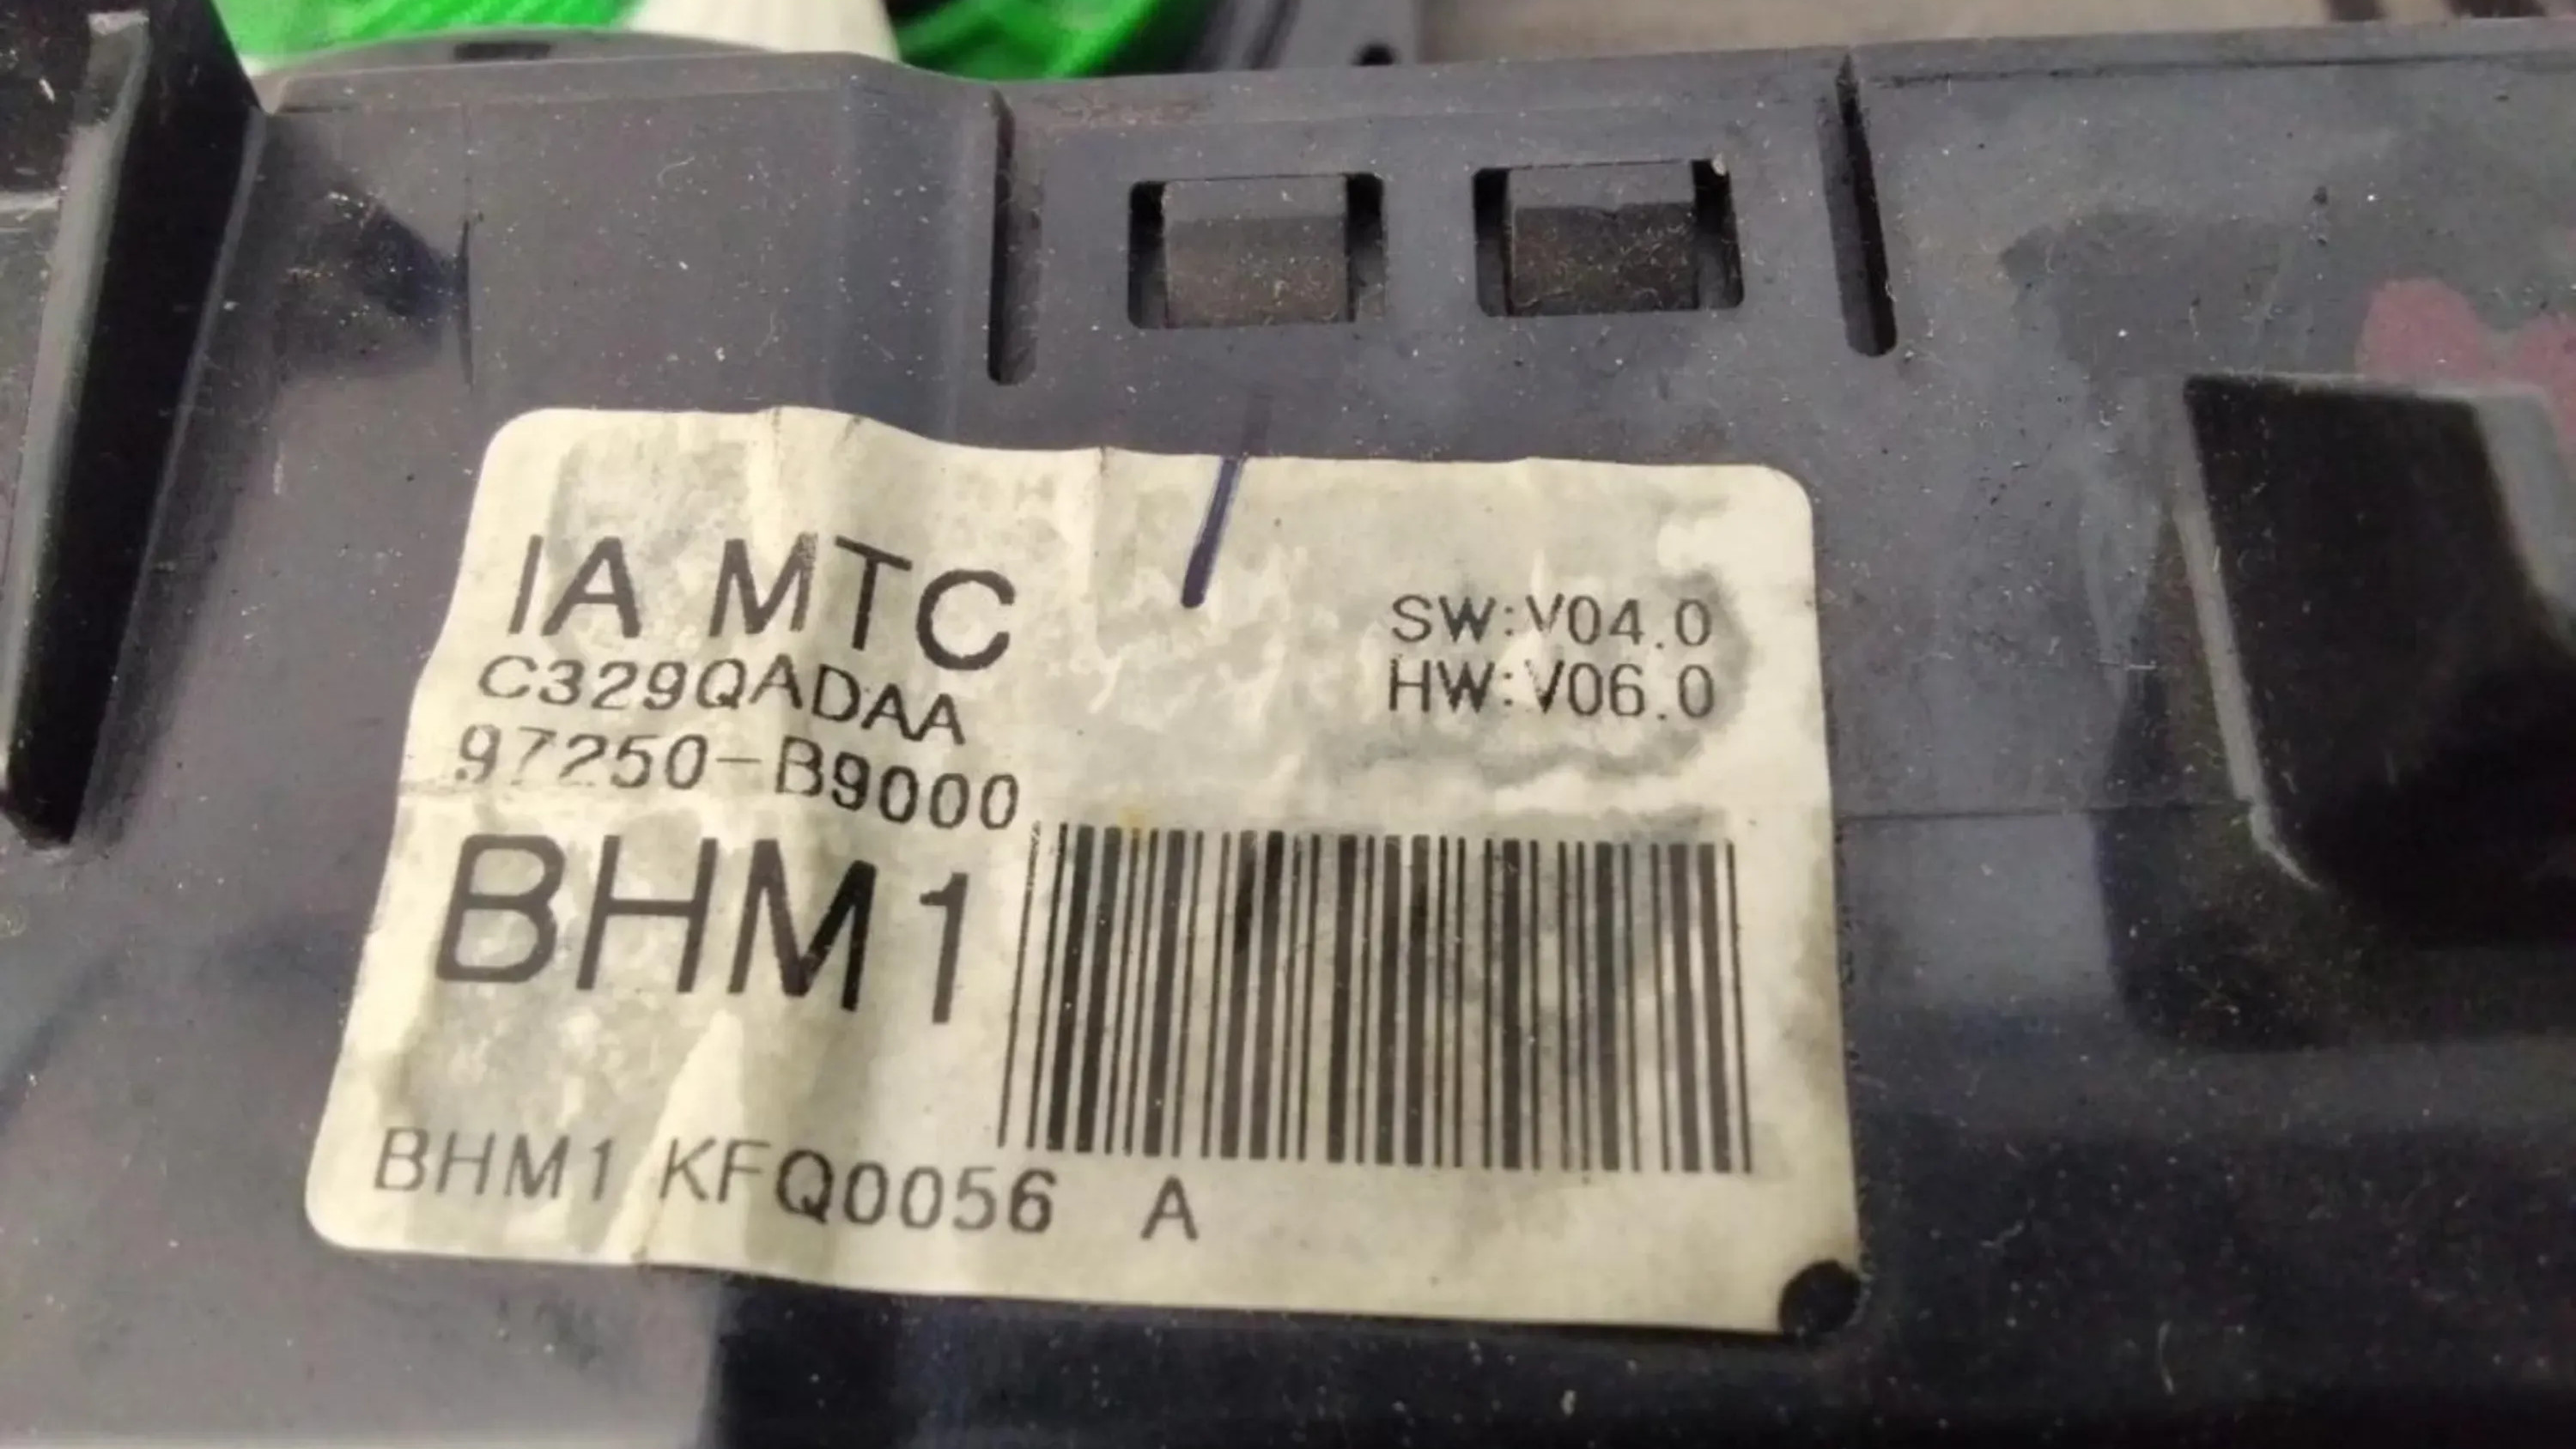 IA MTC
C329QADAA
97250-B9000
SW:V04.0
HW:V06.0
BHM1
BHM1 KFQ0056 A